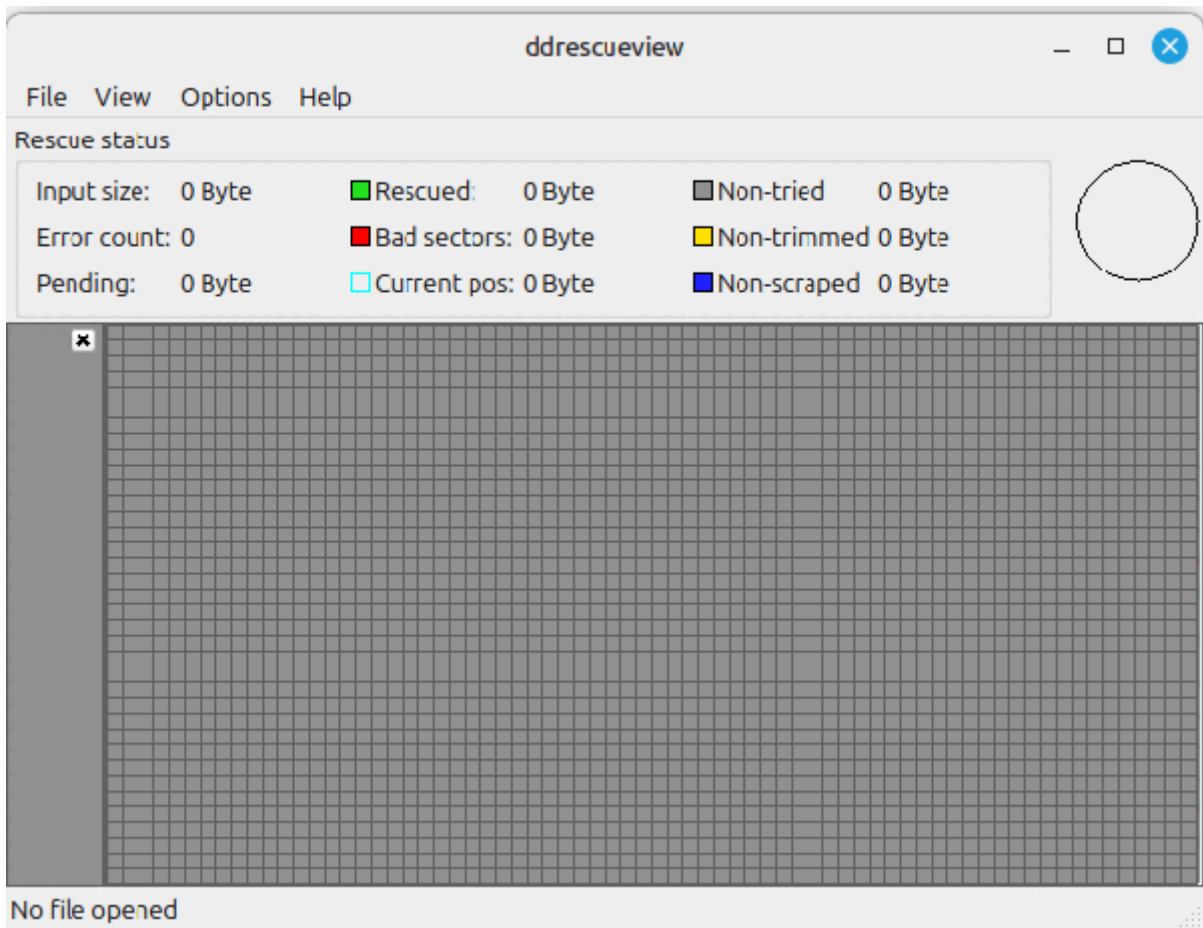 ddrescueview
File View Options Help
Rescue status
Input size: 0 Byte Rescued: 0 Byte Non-tried 0 Byte
Error count: 0 Bad sectors: 0 Byte Non-trimmed 0 Byte
Pending: 0 Byte Current pos: 0 Byte Non-scraped 0 Byte
No file opened